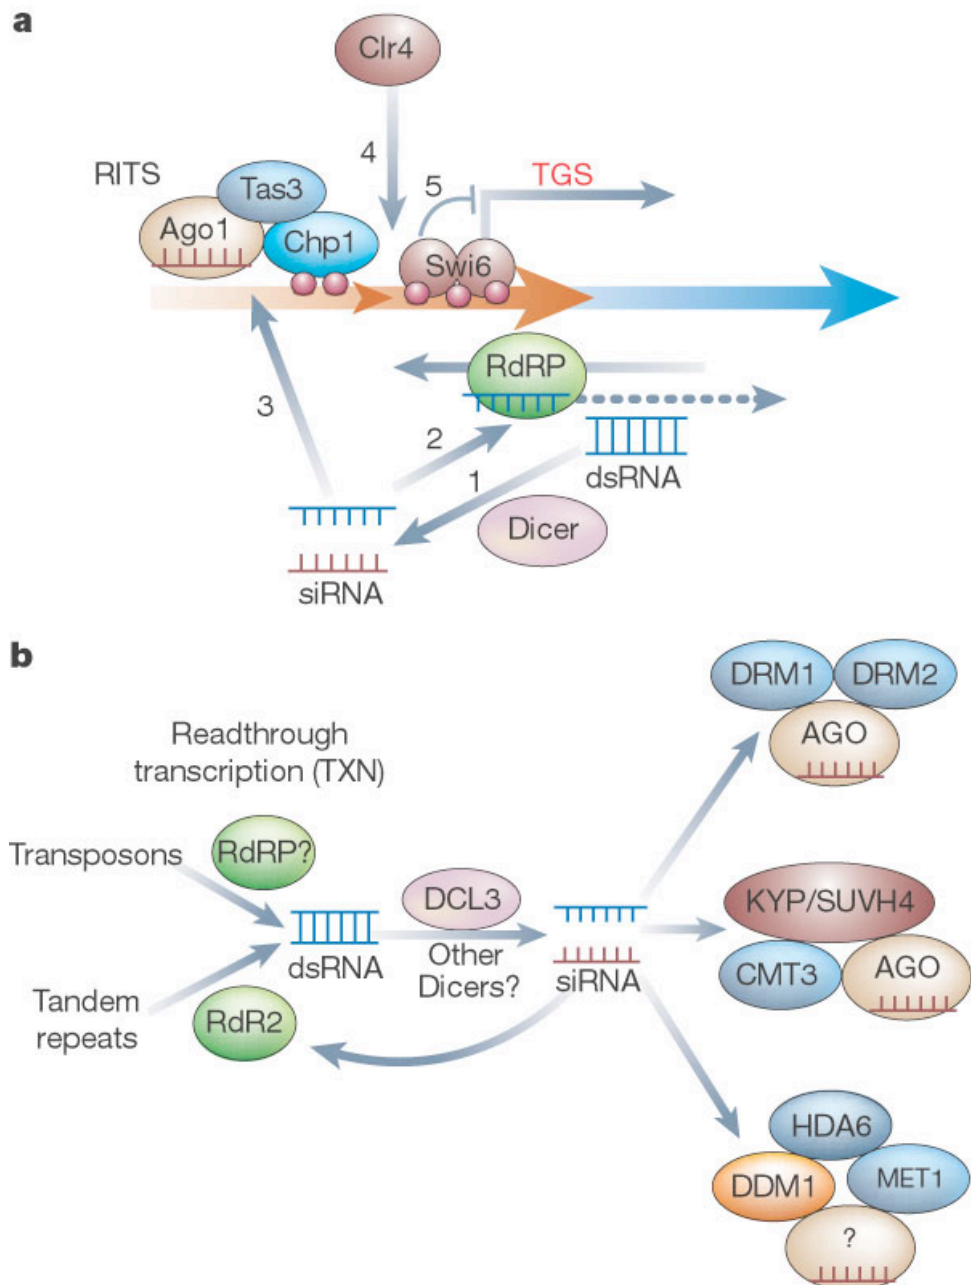 a
Clr4
4
RITS
Tas3
5
TGS
Ago1
Chp1
Swi6
RdRP
3
2
1
dsRNA
Dicer
siRNA
b
DRM1
DRM2
AGO
Readthrough
transcription (TXN)
Transposons
RdRP?
DCL3
KYP/SUVH4
dsRNA
Other
Dicers?
siRNA
CMT3
AGO
Tandem
repeats
RdR2
HDA6
DDM1
MET1
?